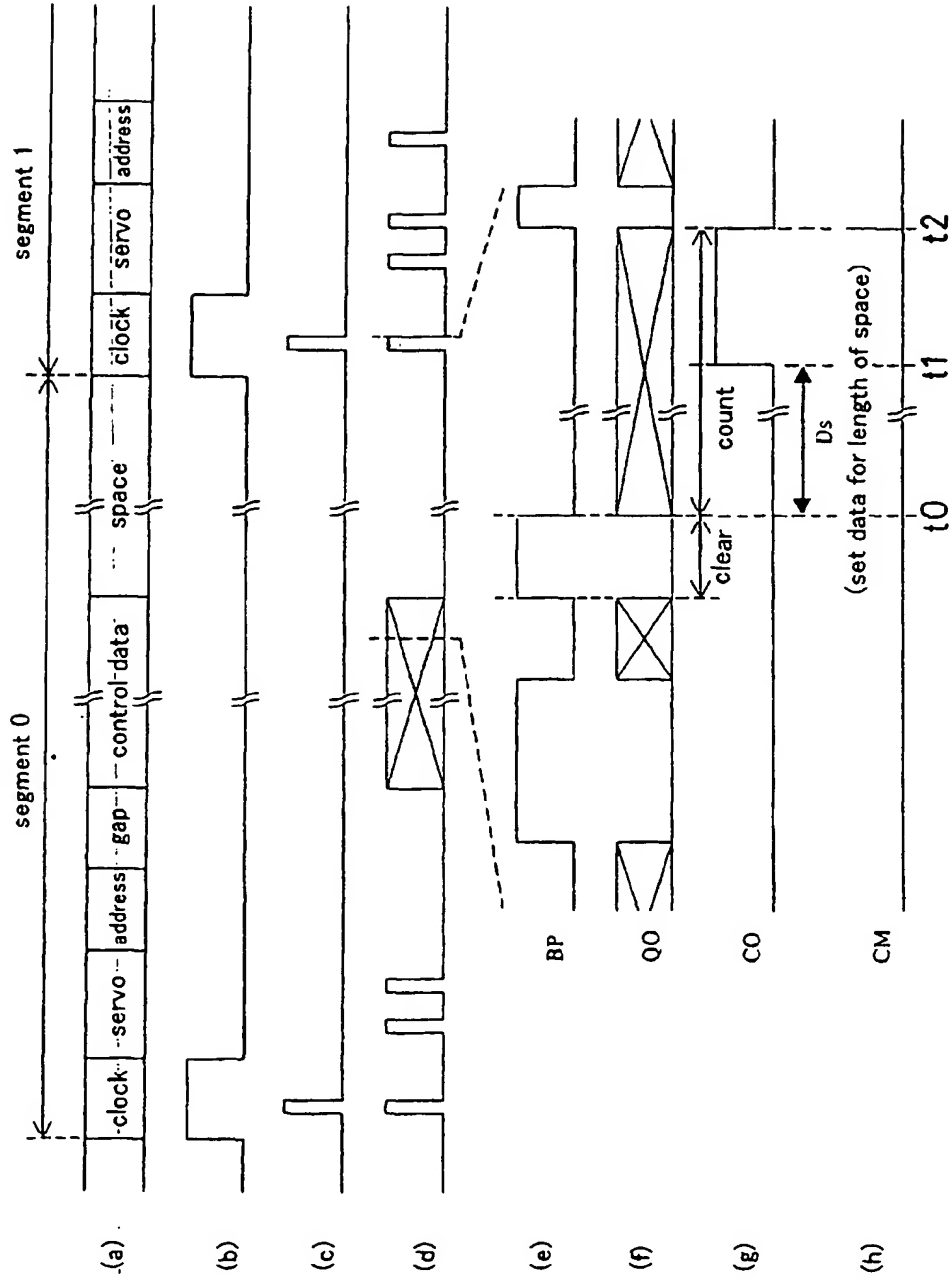 segment 0
segment 1
(a)
clock
servo
address
gap
control-data
space
clock
servo
address
(b)
(c)
(d)
(e)
BP
(f)
QO
clear
count
(g)
CO
Ds
(set data for length of space)
(h)
CM
t0
t1
t2